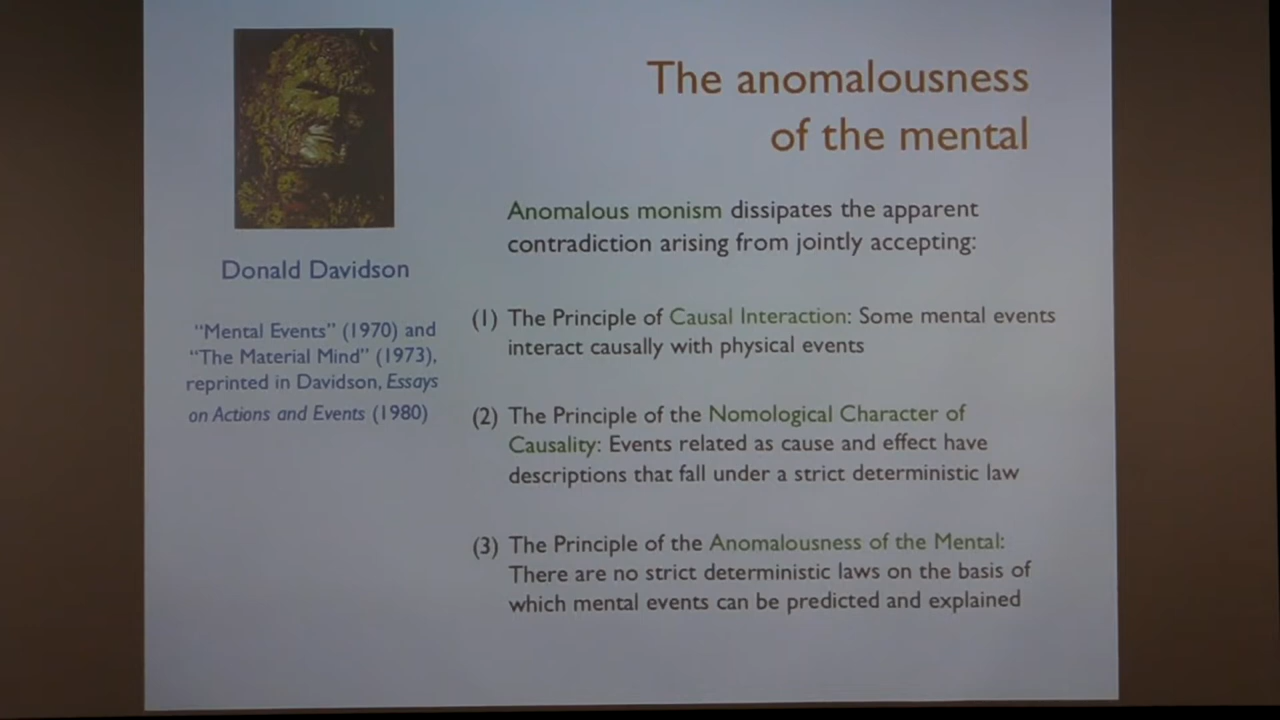 The anomalousness
of the mental
Donald Davidson
“Mental Events” (1970) and
“The Material Mind” (1973),
reprinted in Davidson, Essays
on Actions and Events (1980)
Anomalous monism dissipates the apparent
contradiction arising from jointly accepting:
(1) The Principle of Causal Interaction: Some mental events
interact causally with physical events
(2) The Principle of the Nomological Character of
Causality: Events related as cause and effect have
descriptions that fall under a strict deterministic law
(3) The Principle of the Anomalousness of the Mental:
There are no strict deterministic laws on the basis of
which mental events can be predicted and explained